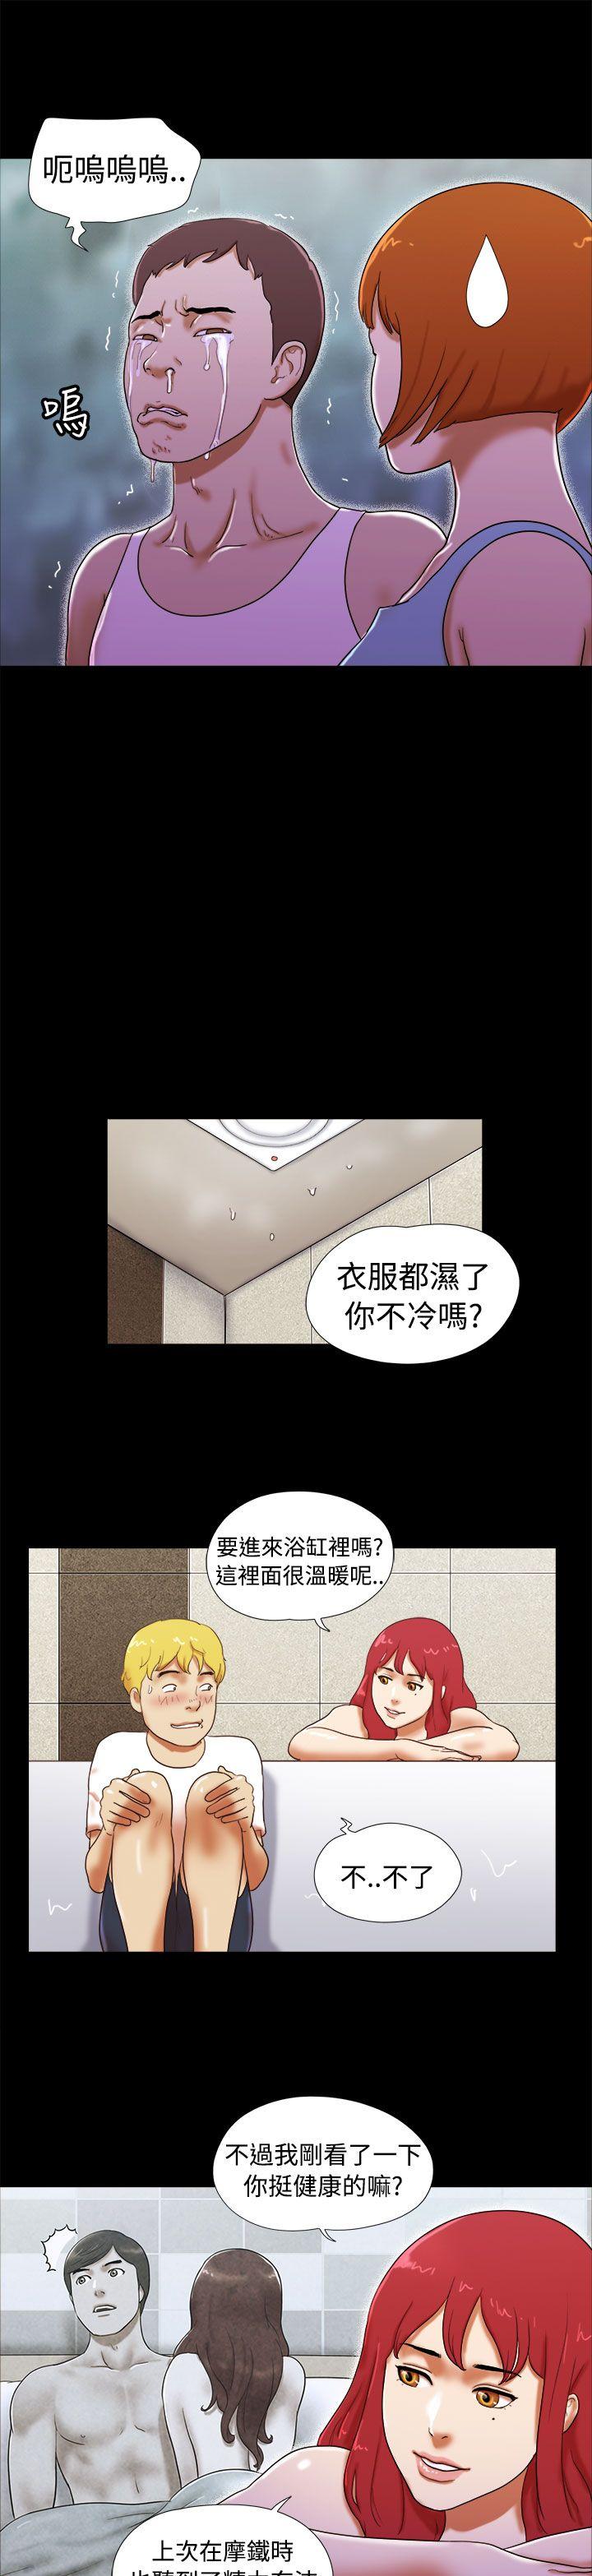 呃嗚嗚嗚..
嗚
衣服都濕了
你不冷嗎?
要進來浴缸裡嗎?
這裡面很溫暖呢..
不..不了
不過我剛看了一下
你挺健康的嘛?
上次在摩鐵時